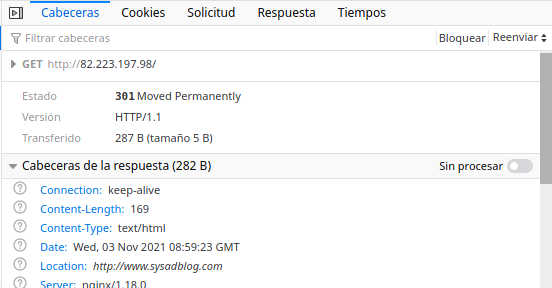 Cabeceras Cookies Solicitud Respuesta Tiempos
Filtrar cabeceras Bloquear Reenviar
GET http://82.223.197.98/
Estado 301 Moved Permanently
Versión HTTP/1.1
Transferido 287 B (tamaño 5 B)
Cabeceras de la respuesta (282 B) Sin procesar
? Connection: keep-alive
? Content-Length: 169
? Content-Type: text/html
? Date: Wed, 03 Nov 2021 08:59:23 GMT
? Location: http://www.sysadblog.com
? Server: nginx/1.18.0